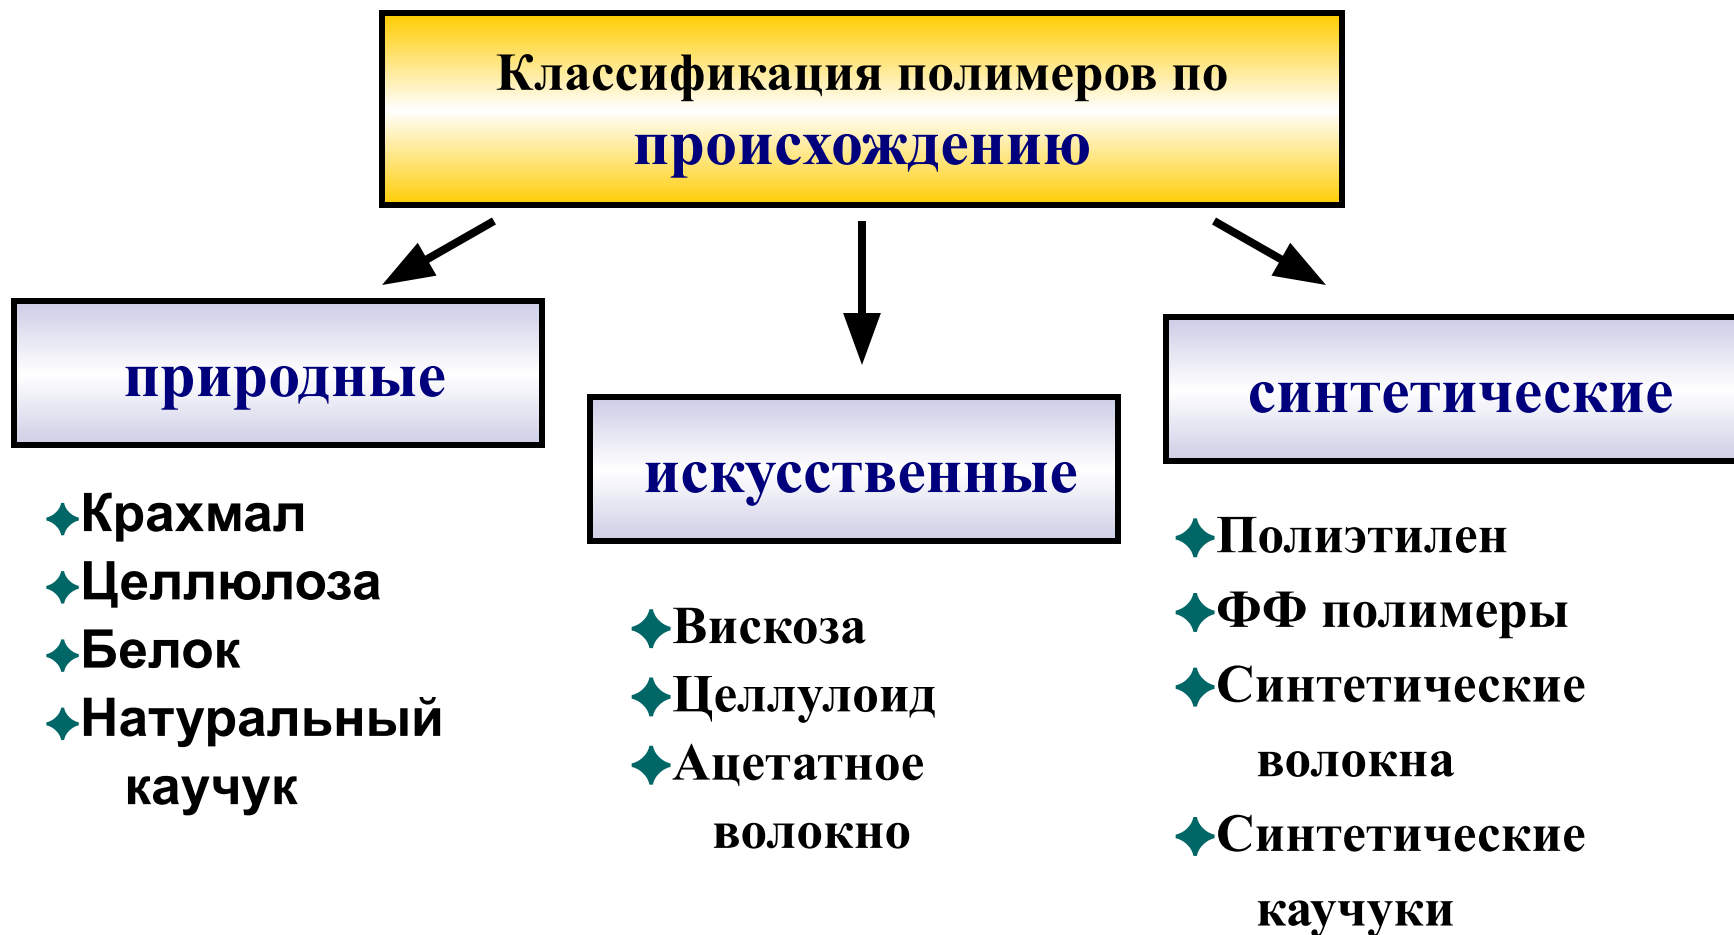 Классификация полимеров по
происхождению
природные
Крахмал
Целлюлоза
Белок
Натуральный
каучук
искусственные
Вискоза
Целлулоид
Ацетатное
волокно
синтетические
Полиэтилен
ФФ полимеры
Синтетические
волокна
Синтетические
каучуки